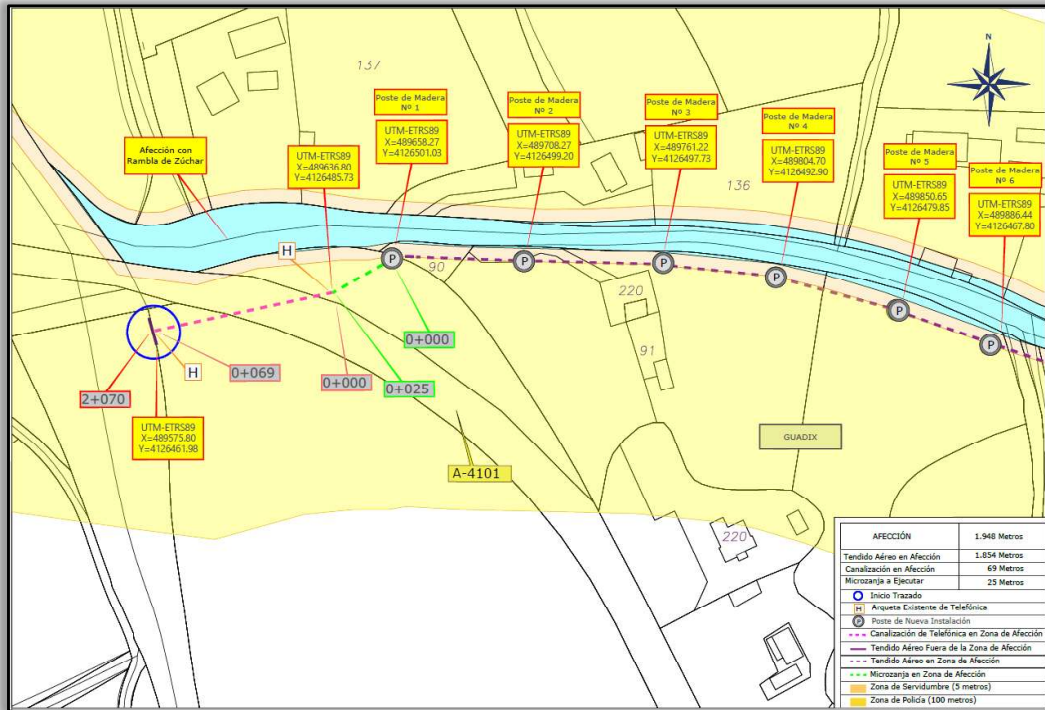 N
137
Poste de Madera
Nº 1
UTM-ETRS89
X=489658.27
Y=4126501.03
Poste de Madera
Nº 2
UTM-ETRS89
X=489708.27
Y=4126499.20
Poste de Madera
Nº 3
UTM-ETRS89
X=489761.22
Y=4126497.73
Poste de Madera
Nº 4
UTM-ETRS89
X=489804.70
Y=4126492.90
Poste de Madera
Nº 5
UTM-ETRS89
X=489850.65
Y=4126479.85
Poste de Madera
Nº 6
UTM-ETRS89
X=489886.44
Y=4126467.80
Afección con
Rambla de Zúchar
UTM-ETRS89
X=489636.80
Y=4126485.73
136
H
P
P
P
P
P
P
90
220
91
0+000
H
0+069
0+000
0+025
2+070
UTM-ETRS89
X=489575.80
Y=4126461.98
A-4101
GUADIX
220
AFECCIÓN 1.948 Metros
Tendido Aéreo en Afección 1.854 Metros
Canalización en Afección 69 Metros
Microzanja a Ejecutar 25 Metros
Inicio Trazado
H Arqueta Existente de Telefónica
P Poste de Nueva Instalación
Canalización de Telefónica en Zona de Afección
Tendido Aéreo Fuera de la Zona de Afección
Tendido Aéreo en Zona de Afección
Microzanja en Zona de Afección
Zona de Servidumbre (5 metros)
Zona de Policía (100 metros)